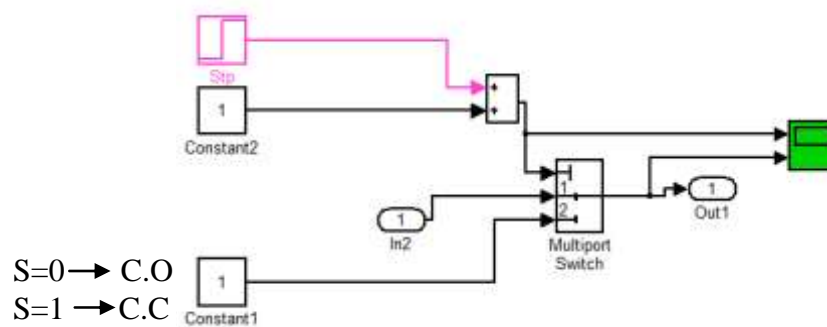 Stp
1
Constant2
1
2
1
In2
Multiport
Switch
1
Out1
S=0 → C.O
S=1 → C.C
1
Constant1